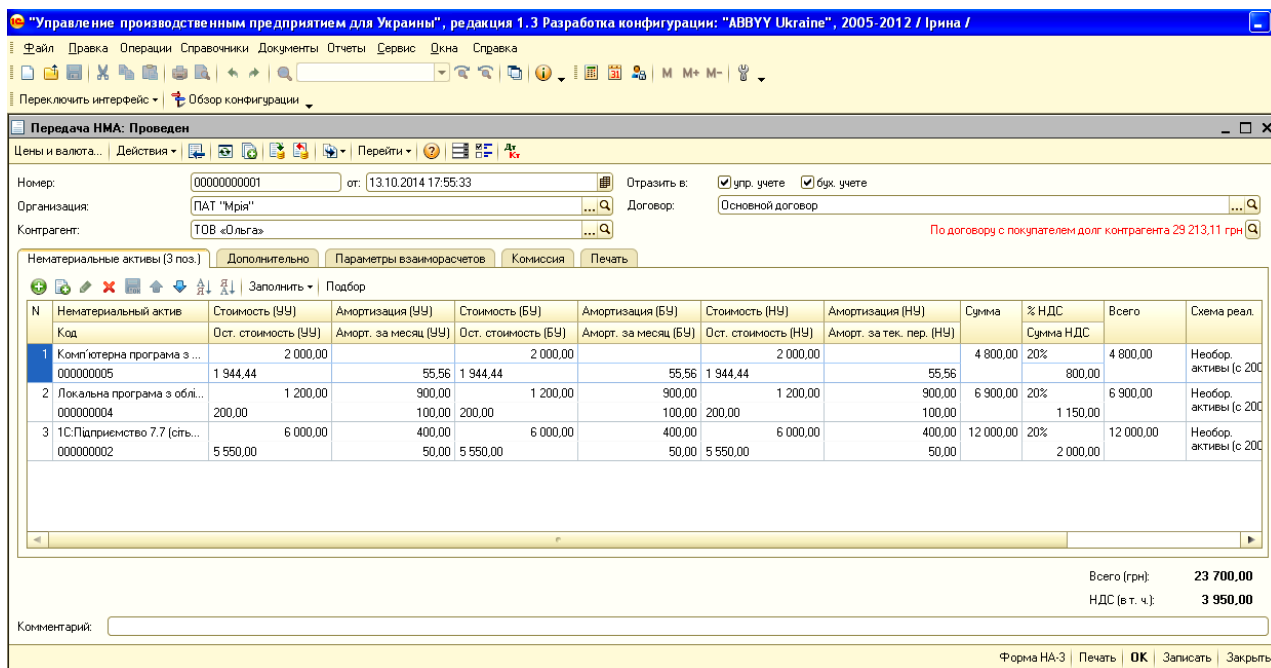 "Управление производственным предприятием для Украины", редакция 1.3 Разработка конфигурации: "ABBYY Ukraine", 2005-2012 / Ірина /
Файл Правка Операции Справочники Документы Отчеты Сервис Окна Справка
M M+ M-
Переключить интерфейс Обзор конфигурации
Передача НМА: Проведен
Цены и валюта... Действия Перейти Дт Кт
Номер: 00000000001 от: 13.10.2014 17:55:33 Отразить в: упр. учете бух. учете
Организация: ПАТ "Мрія" Договор: Основной договор
Контрагент: ТОВ «Ольга» По договору с покупателем долг контрагента 29 213,11 грн
Нематериальные активы (3 поз.) Дополнительно Параметры взаиморасчетов Комиссия Печать
Заполнить Подбор
N Нематериальный актив Стоимость (УУ) Амортизация (УУ) Стоимость (БУ) Амортизация (БУ) Стоимость (НУ) Амортизация (НУ) Сумма % НДС Всего Схема реал.
Код Ост. стоимость (УУ) Аморт. за месяц (УУ) Ост. стоимость (БУ) Аморт. за месяц (БУ) Ост. стоимость (НУ) Аморт. за тек. пер. (НУ) Сумма НДС
1 Комп'ютерна програма з ... 2 000,00 2 000,00 2 000,00 4 800,00 20% 4 800,00 Необор.
000000005 1 944,44 55,56 1 944,44 55,56 1 944,44 55,56 800,00 активы (с 200
2 Локальна програма з облі... 1 200,00 900,00 1 200,00 900,00 1 200,00 900,00 6 900,00 20% 6 900,00 Необор.
000000004 200,00 100,00 200,00 100,00 200,00 100,00 1 150,00 активы (с 200
3 1С:Підприємство 7.7 (сіть... 6 000,00 400,00 6 000,00 400,00 6 000,00 400,00 12 000,00 20% 12 000,00 Необор.
000000002 5 550,00 50,00 5 550,00 50,00 5 550,00 50,00 2 000,00 активы (с 200
Всего (грн): 23 700,00
НДС (в т. ч.): 3 950,00
Комментарий:
Форма НА-3 Печать OK Записать Закрыть